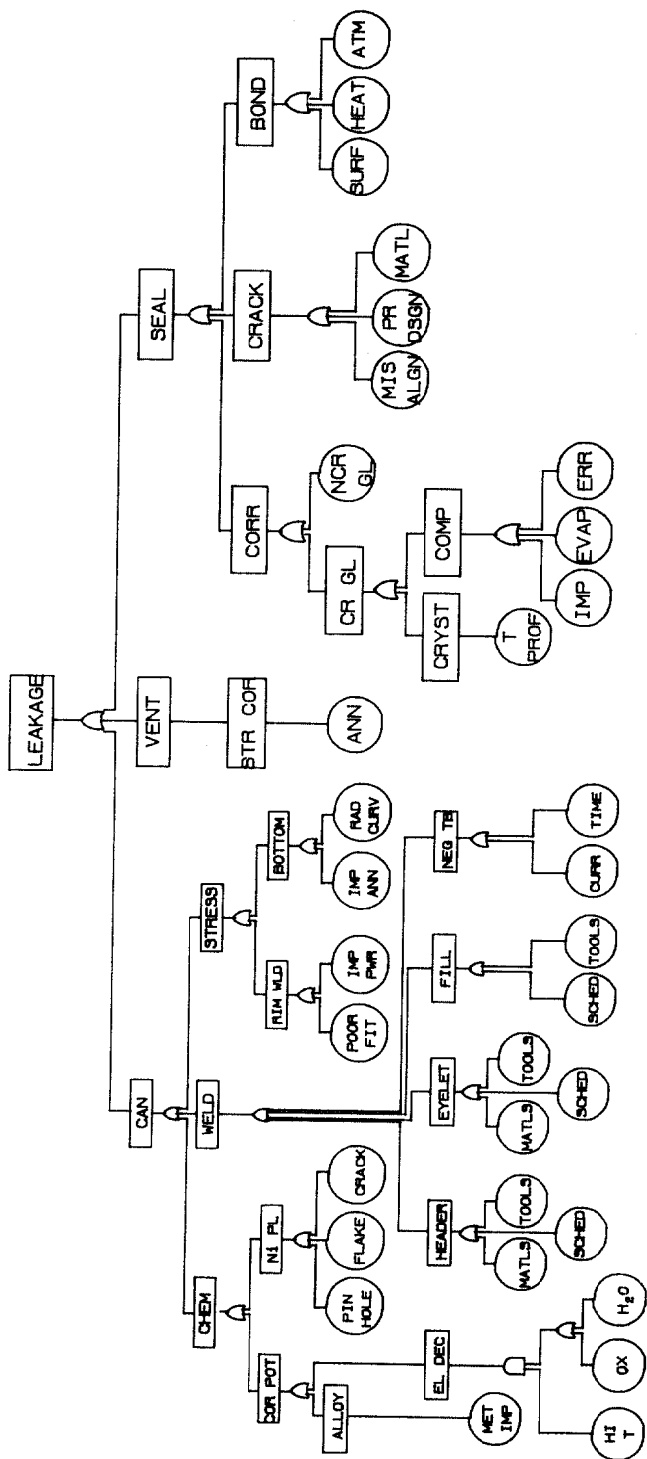 LEAKAGE
CAN
VENT
SEAL
CHEM
WELD
STRESS
STR COR
CORR
CRACK
BOND
COR POT
Ni PL
RIM WLD
BOTTOM
ANN
CR GL
NCR
GL
MIS
ALGN
PR
DSGN
MATL
SURF
HEAT
ATM
ALLOY
EL DEC
PIN
HOLE
FLAKE
CRACK
POOR
FIT
IMP
PWR
IMP
ANN
RAD
CURV
CRYST
COMP
HEADER
EYELET
FILL
NEG TB
T
PROF
IMP
EVAP
ERR
MET
IMP
MATLS
TOOLS
SCHED
MATLS
TOOLS
SCHED
SCHED
TOOLS
CURR
TIME
HI
T
OX
H₂O